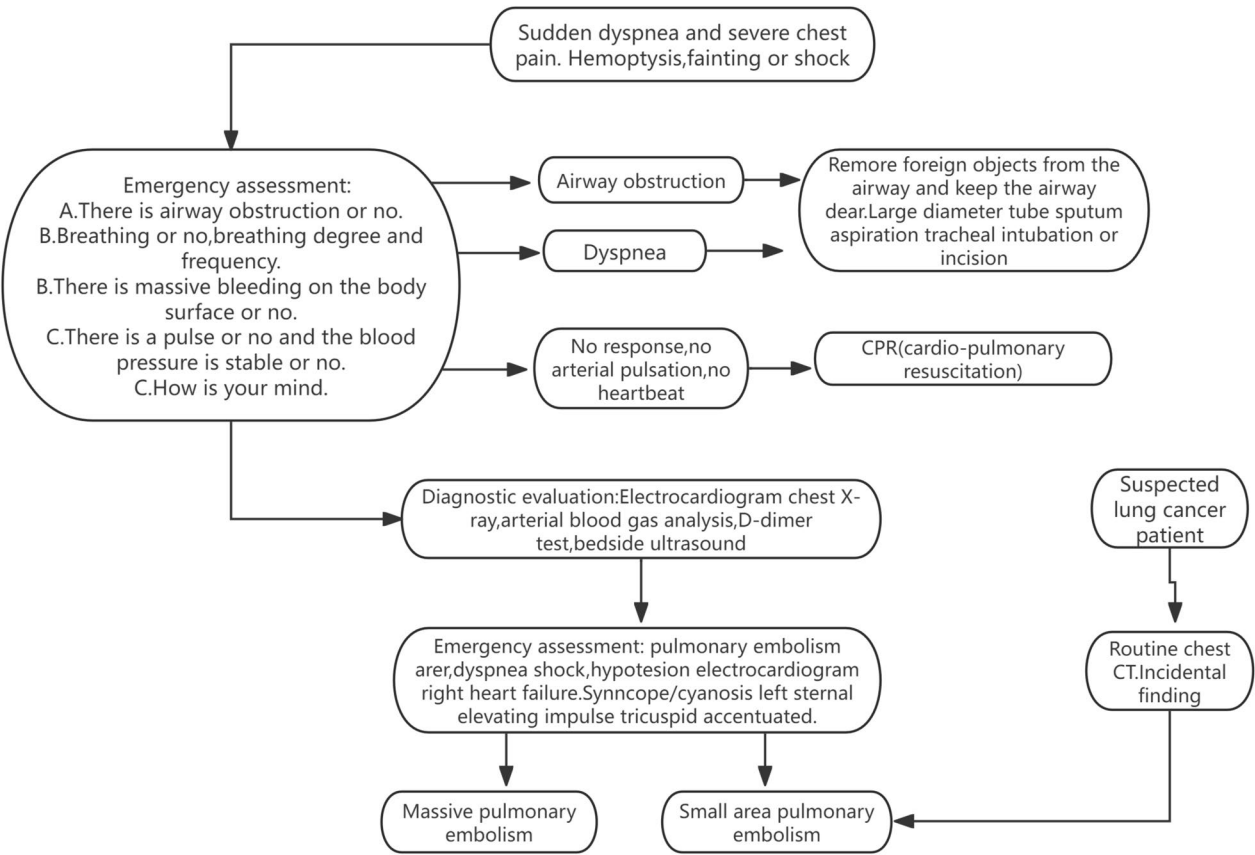 Sudden dyspnea and severe chest
pain. Hemoptysis,fainting or shock
Emergency assessment:
A.There is airway obstruction or no.
B.Breathing or no,breathing degree and
frequency.
B.There is massive bleeding on the body
surface or no.
C.There is a pulse or no and the blood
pressure is stable or no.
C.How is your mind.
Airway obstruction
Remore foreign objects from the
airway and keep the airway
dear.Large diameter tube sputum
aspiration tracheal intubation or
incision
Dyspnea
No response,no
arterial pulsation,no
heartbeat
CPR(cardio-pulmonary
resuscitation)
Diagnostic evaluation:Electrocardiogram chest X-
ray,arterial blood gas analysis,D-dimer
test,bedside ultrasound
Suspected
lung cancer
patient
Emergency assessment: pulmonary embolism
arer,dyspnea shock,hypotesion electrocardiogram
right heart failure.Synncope/cyanosis left sternal
elevating impulse tricuspid accentuated.
Routine chest
CT.Incidental
finding
Massive pulmonary
embolism
Small area pulmonary
embolism